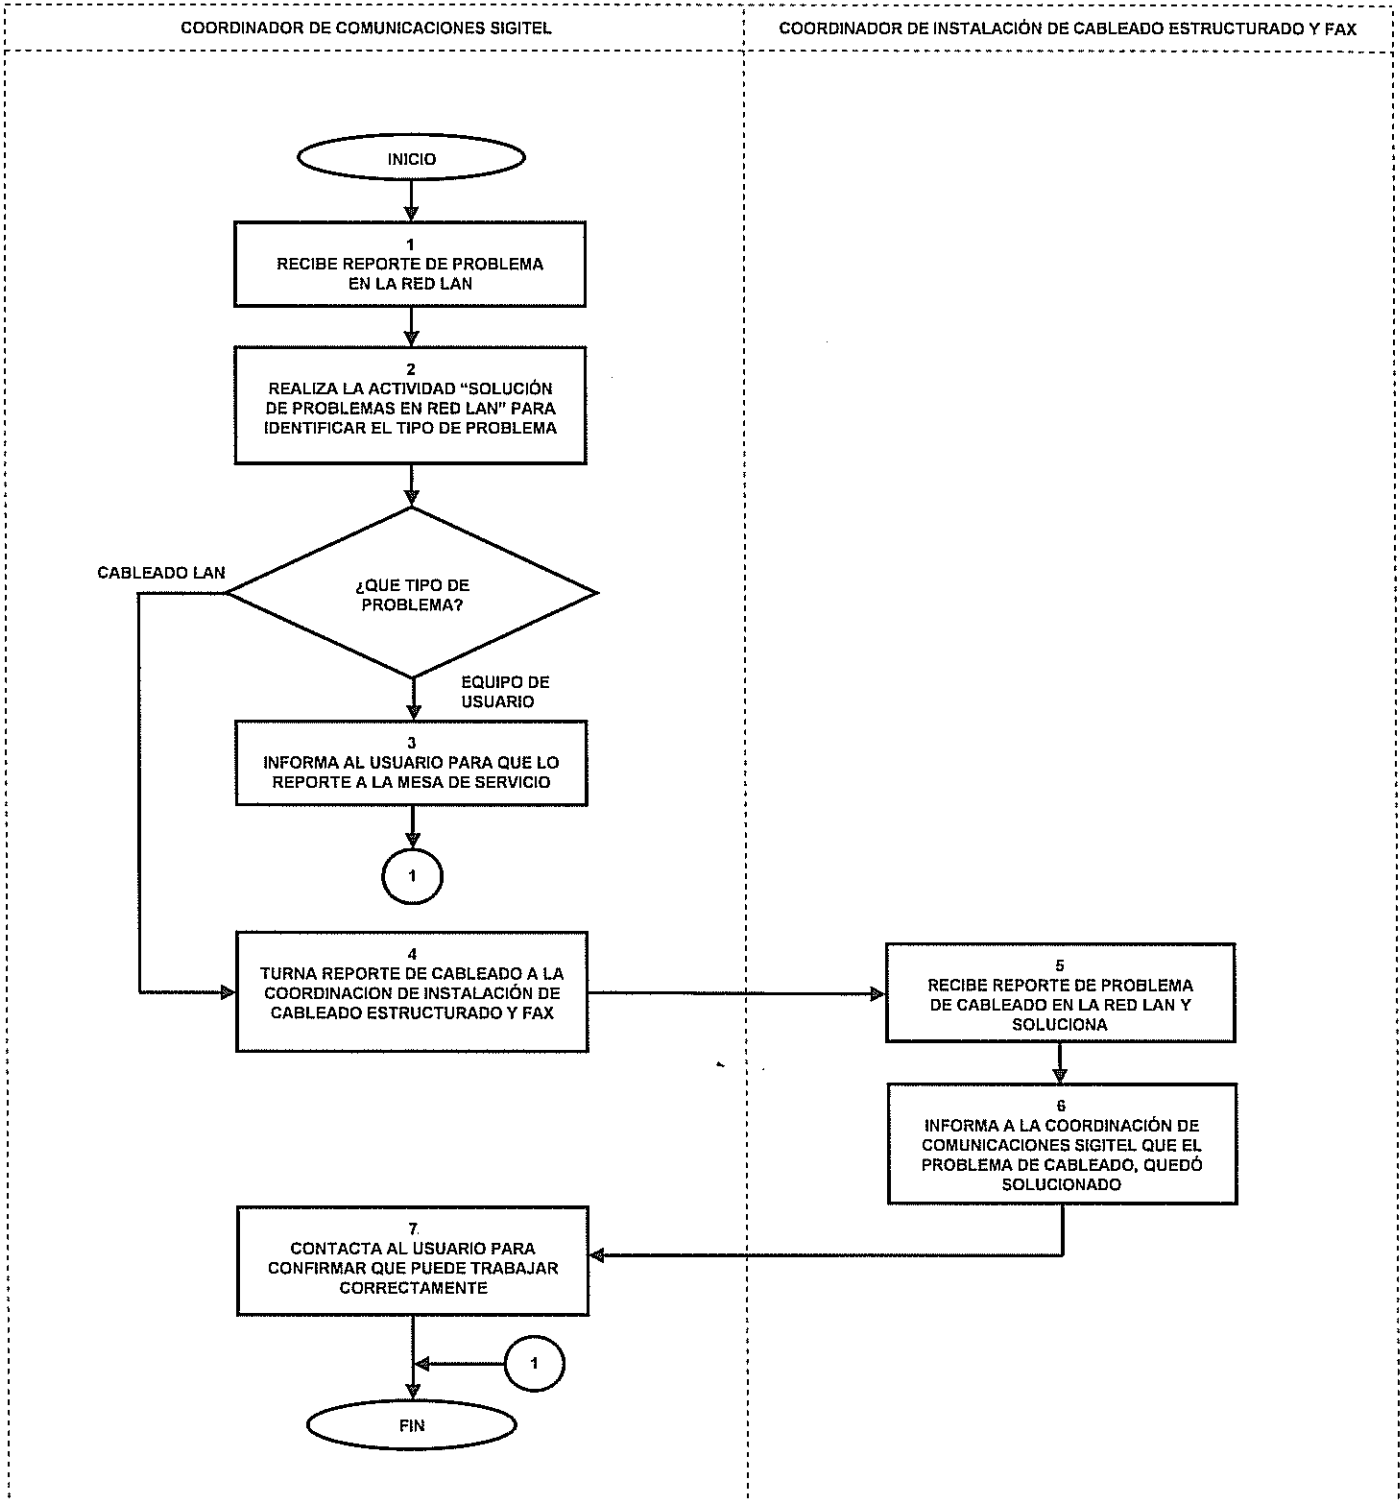 COORDINADOR DE COMUNICACIONES SIGITEL
COORDINADOR DE INSTALACIÓN DE CABLEADO ESTRUCTURADO Y FAX
INICIO
1
RECIBE REPORTE DE PROBLEMA
EN LA RED LAN
2
REALIZA LA ACTIVIDAD “SOLUCIÓN
DE PROBLEMAS EN RED LAN” PARA
IDENTIFICAR EL TIPO DE PROBLEMA
CABLEADO LAN
¿QUE TIPO DE
PROBLEMA?
EQUIPO DE
USUARIO
3
INFORMA AL USUARIO PARA QUE LO
REPORTE A LA MESA DE SERVICIO
1
4
TURNA REPORTE DE CABLEADO A LA
COORDINACION DE INSTALACIÓN DE
CABLEADO ESTRUCTURADO Y FAX
5
RECIBE REPORTE DE PROBLEMA
DE CABLEADO EN LA RED LAN Y
SOLUCIONA
6
INFORMA A LA COORDINACIÓN DE
COMUNICACIONES SIGITEL QUE EL
PROBLEMA DE CABLEADO, QUEDÓ
SOLUCIONADO
7
CONTACTA AL USUARIO PARA
CONFIRMAR QUE PUEDE TRABAJAR
CORRECTAMENTE
1
FIN